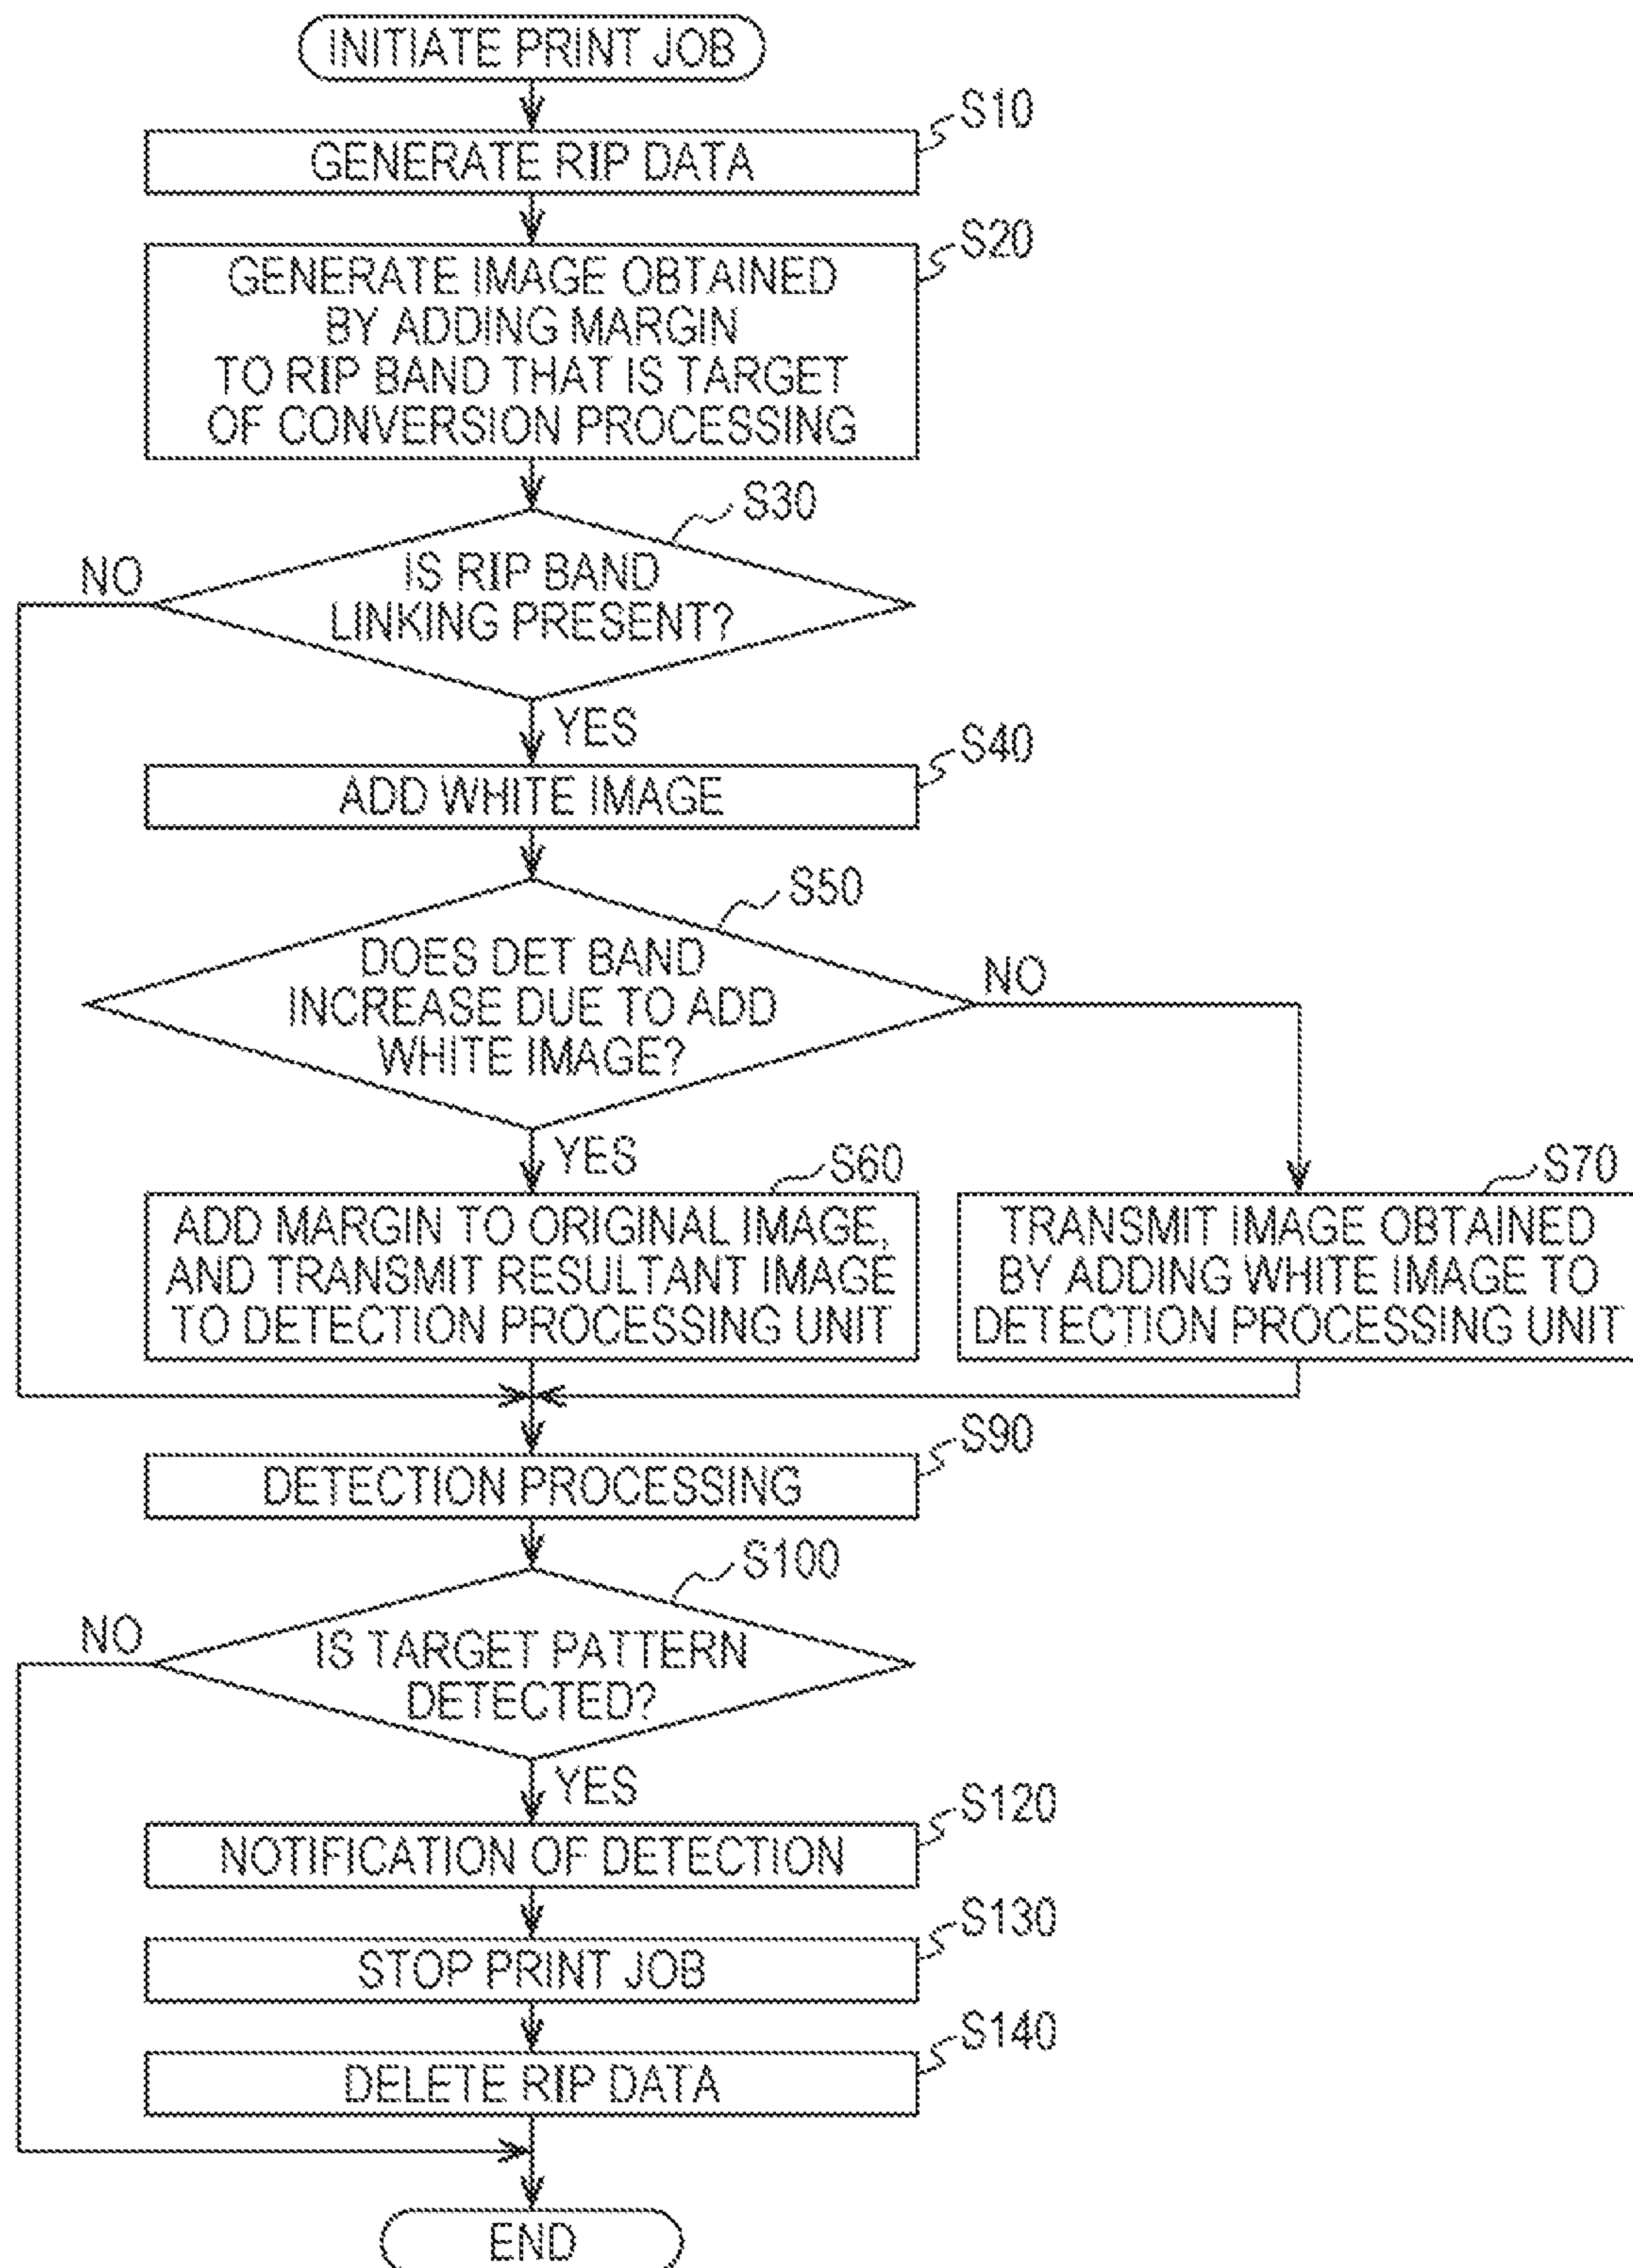 INITIATE PRINT JOB
S10
GENERATE RIP DATA
S20
GENERATE IMAGE OBTAINED
BY ADDING MARGIN
TO RIP BAND THAT IS TARGET
OF CONVERSION PROCESSING
S30
NO
IS RIP BAND
LINKING PRESENT?
YES
S40
ADD WHITE IMAGE
S50
DOES DET BAND
INCREASE DUE TO ADD
WHITE IMAGE?
NO
YES
S60
ADD MARGIN TO ORIGINAL IMAGE,
AND TRANSMIT RESULTANT IMAGE
TO DETECTION PROCESSING UNIT
S70
TRANSMIT IMAGE OBTAINED
BY ADDING WHITE IMAGE TO
DETECTION PROCESSING UNIT
S90
DETECTION PROCESSING
S100
NO
IS TARGET PATTERN
DETECTED?
YES
S120
NOTIFICATION OF DETECTION
S130
STOP PRINT JOB
S140
DELETE RIP DATA
END